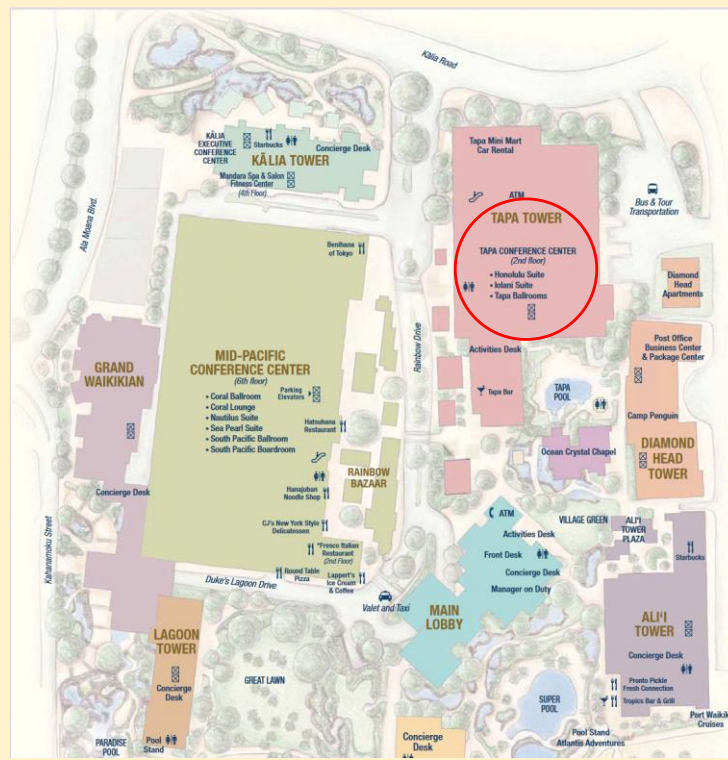 Kālia Road
KĀLIA
EXECUTIVE
CONFERENCE
CENTER
Starbucks
Concierge Desk
KĀLIA TOWER
Mandara Spa & Salon
Fitness Center
(4th Floor)
Ala Moana Blvd.
Tapa Mini Mart
Car Rental
ATM
TAPA TOWER
TAPA CONFERENCE CENTER
(2nd floor)
• Honolulu Suite
• Iolani Suite
• Tapa Ballrooms
Bus & Tour
Transportation
Diamond
Head
Apartments
Benihana
of Tokyo
Rainbow Drive
GRAND
WAIKIKIAN
Concierge Desk
MID-PACIFIC
CONFERENCE CENTER
(6th floor)
• Coral Ballroom
• Coral Lounge
• Nautilus Suite
• Sea Pearl Suite
• South Pacific Ballroom
• South Pacific Boardroom
Parking
Elevators
Hatsuhana
Restaurant
Hanajuban
Noodle Shop
CJ's New York Style
Delicatessen
*Fresco Italian
Restaurant
(2nd Floor)
Round Table
Pizza
Lappert's
Ice Cream
& Coffee
RAINBOW
BAZAAR
Activities Desk
Tapa Bar
TAPA
POOL
Ocean Crystal Chapel
Post Office
Business Center
& Package Center
Camp Penguin
DIAMOND
HEAD
TOWER
VILLAGE GREEN
ALI'I
TOWER
PLAZA
Starbucks
ATM
Activities Desk
Front Desk
Concierge Desk
Manager on Duty
MAIN
LOBBY
Valet and Taxi
Duke's Lagoon Drive
Kahanamoku Street
LAGOON
TOWER
Concierge
Desk
Pool
Stand
PARADISE
POOL
GREAT LAWN
Concierge
Desk
SUPER
POOL
Pool Stand
Atlantis Adventures
ALI'I
TOWER
Concierge Desk
Pronto Pickle
Fresh Connection
Tropics Bar & Grill
Port Waikik
Cruises